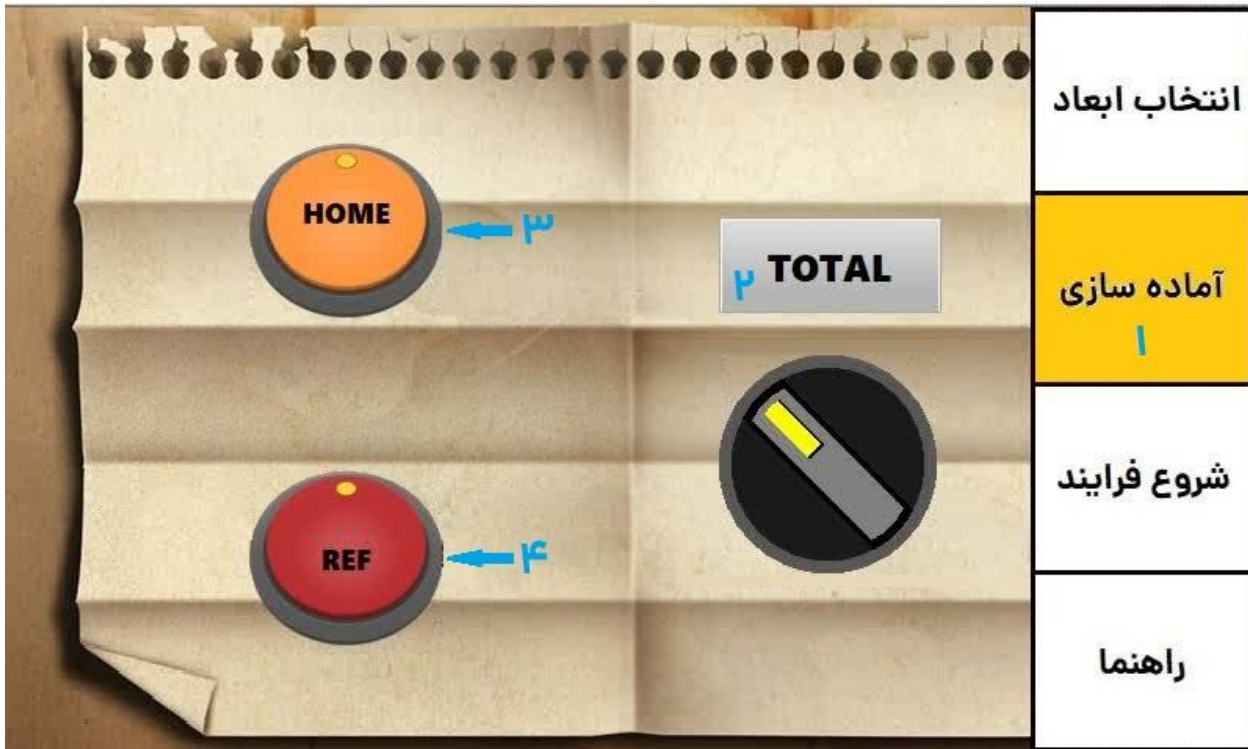 انتخاب ابعاد
آماده سازی
۱
شروع فرایند
راهنما
TOTAL
۲
HOME
۳
REF
۴